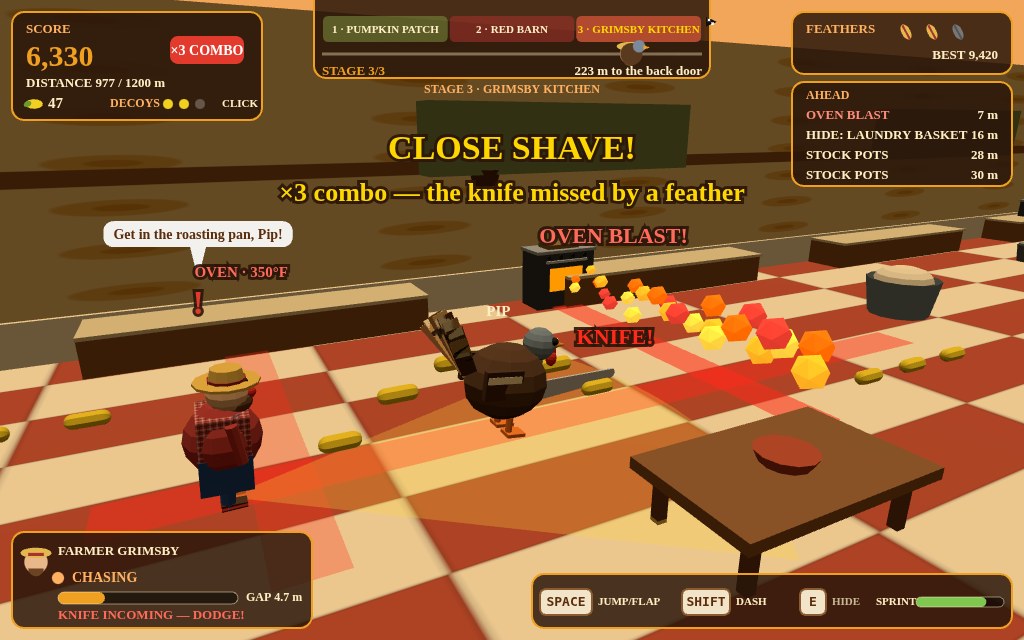 SCORE
6,330
×3 COMBO
DISTANCE 977 / 1200 m
47
DECOYS
CLICK
1 · PUMPKIN PATCH
2 · RED BARN
3 · GRIMSBY KITCHEN
STAGE 3/3
223 m to the back door
STAGE 3 · GRIMSBY KITCHEN
FEATHERS
BEST 9,420
AHEAD
OVEN BLAST 7 m
HIDE: LAUNDRY BASKET 16 m
STOCK POTS 28 m
STOCK POTS 30 m
CLOSE SHAVE!
×3 combo — the knife missed by a feather
Get in the roasting pan, Pip!
OVEN BLAST!
OVEN · 350°F
!
PIP
KNIFE!
FARMER GRIMSBY
CHASING
GAP 4.7 m
KNIFE INCOMING — DODGE!
SPACE JUMP/FLAP
SHIFT DASH
E HIDE
SPRINT